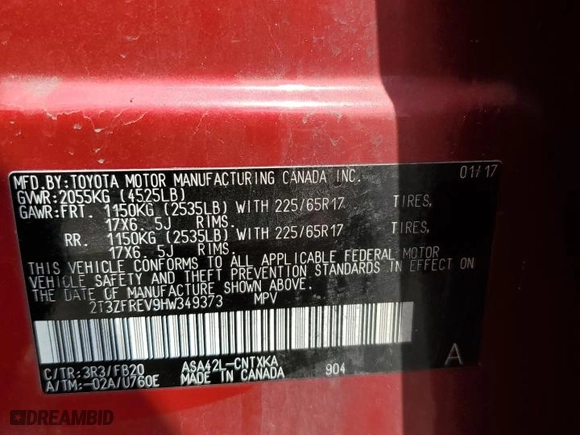 MFD.BY:TOYOTA MOTOR MANUFACTURING CANADA INC. 01/17
GVWR:2055KG (4525LB)
GAWR:FRT. 1150KG (2535LB) WITH 225/65R17 TIRES,
17X6. 5J RIMS.
RR. 1150KG (2535LB) WITH 225/65R17 TIRES,
17X6. 5J RIMS.
THIS VEHICLE CONFORMS TO ALL APPLICABLE FEDERAL MOTOR
VEHICLE SAFETY AND THEFT PREVENTION STANDARDS IN EFFECT ON
THE DATE OF MANUFACTURE SHOWN ABOVE.
2T3ZFREV9HW349373 MPV
A
C/TR:3R3/FB20 ASA42L-CNTXKA
A/TM:-02A/U760E MADE IN CANADA 904
DREAMBID